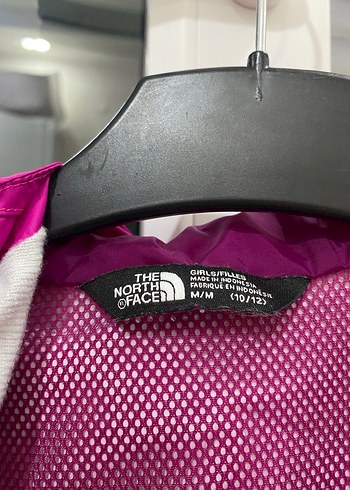 THE
NORTH
FACE
GIRLS/FILLES
MADE IN INDONESIA
FABRIQUÉ EN INDONÉSIE
M/M (10/12)